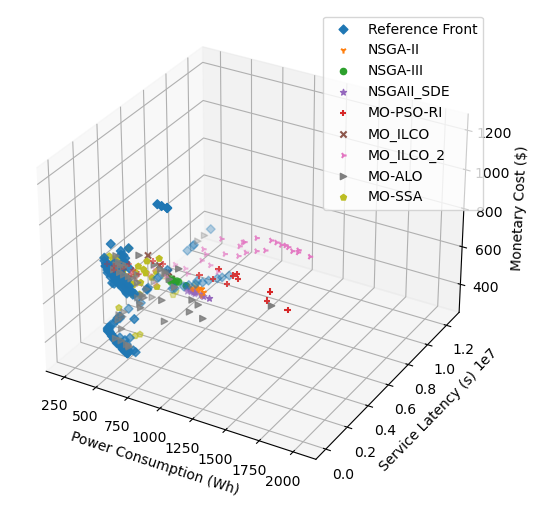 Reference Front
NSGA-II
NSGA-III
NSGAII_SDE
MO-PSO-RI
MO_ILCO
MO_ILCO_2
MO-ALO
MO-SSA
1200
1000
800
600
400
Monetary Cost ($)
250
500
750
1000
1250
1500
1750
2000
Power Consumption (Wh)
0.0
0.2
0.4
0.6
0.8
1.0
1.2
1e7
Service Latency (s)